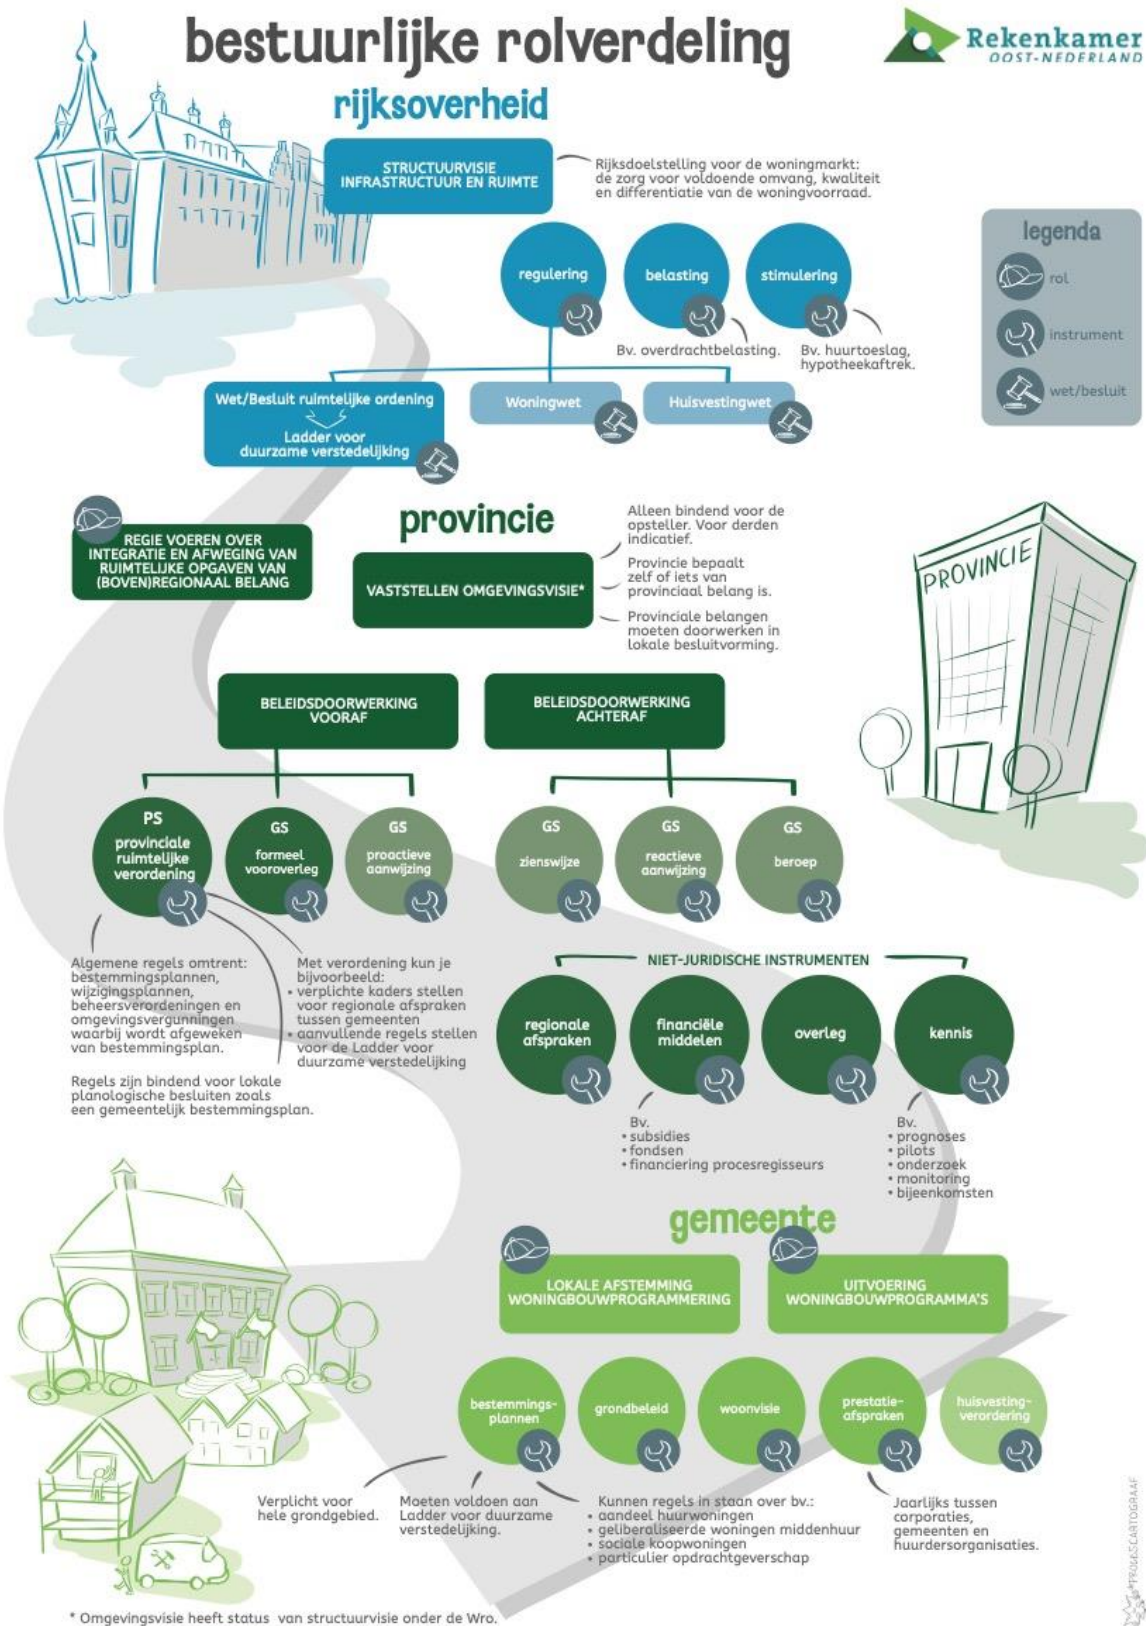 bestuurlijke rolverdeling
Rekenkamer
OOST-NEDERLAND
rijksoverheid
STRUCTUURVISIE
INFRASTRUCTUUR EN RUIMTE
Rijksdoelstelling voor de woningmarkt:
de zorg voor voldoende omvang, kwaliteit
en differentiatie van de woningvoorraad.
legenda
rol
instrument
wet/besluit
regulering
belasting
stimulering
Bv. overdrachtbelasting.
Bv. huurtoeslag,
hypotheekaftrek.
Wet/Besluit ruimtelijke ordening
Ladder voor
duurzame verstedelijking
Woningwet
Huisvestingwet
provincie
REGIE VOEREN OVER
INTEGRATIE EN AFWEGING VAN
RUIMTELIJKE OPGAVEN VAN
(BOVEN)REGIONAAL BELANG
VASTSTELLEN OMGEVINGSVISIE*
Alleen bindend voor de
opsteller. Voor derden
indicatief.
Provincie bepaalt
zelf of iets van
provinciaal belang is.
Provinciale belangen
moeten doorwerken in
lokale besluitvorming.
PROVINCIE
BELEIDSDOORWERKING
VOORAF
BELEIDSDOORWERKING
ACHTERAF
PS
provinciale
ruimtelijke
verordening
GS
formeel
vooroverleg
GS
proactieve
aanwijzing
GS
zienswijze
GS
reactieve
aanwijzing
GS
beroep
Algemene regels omtrent:
bestemmingsplannen,
wijzigingsplannen,
beheersverordeningen en
omgevingsvergunningen
waarbij wordt afgeweken
van bestemmingsplan.
Regels zijn bindend voor lokale
planologische besluiten zoals
een gemeentelijk bestemmingsplan.
Met verordening kun je
bijvoorbeeld:
• verplichte kaders stellen
voor regionale afspraken
tussen gemeenten
• aanvullende regels stellen
voor de Ladder voor
duurzame verstedelijking
NIET-JURIDISCHE INSTRUMENTEN
regionale
afspraken
financiële
middelen
overleg
kennis
Bv.
• subsidies
• fondsen
• financiering procesregisseurs
Bv.
• prognoses
• pilots
• onderzoek
• monitoring
• bijeenkomsten
gemeente
LOKALE AFSTEMMING
WONINGBOUWPROGRAMMERING
UITVOERING
WONINGBOUWPROGRAMMA'S
bestemmings-
plannen
grondbeleid
woonvisie
prestatie-
afspraken
huisvesting-
verordering
Verplicht voor
hele grondgebied.
Moeten voldoen aan
Ladder voor duurzame
verstedelijking.
Kunnen regels in staan over bv.:
• aandeel huurwoningen
• geliberaliseerde woningen middenhuur
• sociale koopwoningen
• particulier opdrachtgeverschap
Jaarlijks tussen
corporaties,
gemeenten en
huurdersorganisaties.
* Omgevingsvisie heeft status van structuurvisie onder de Wro.